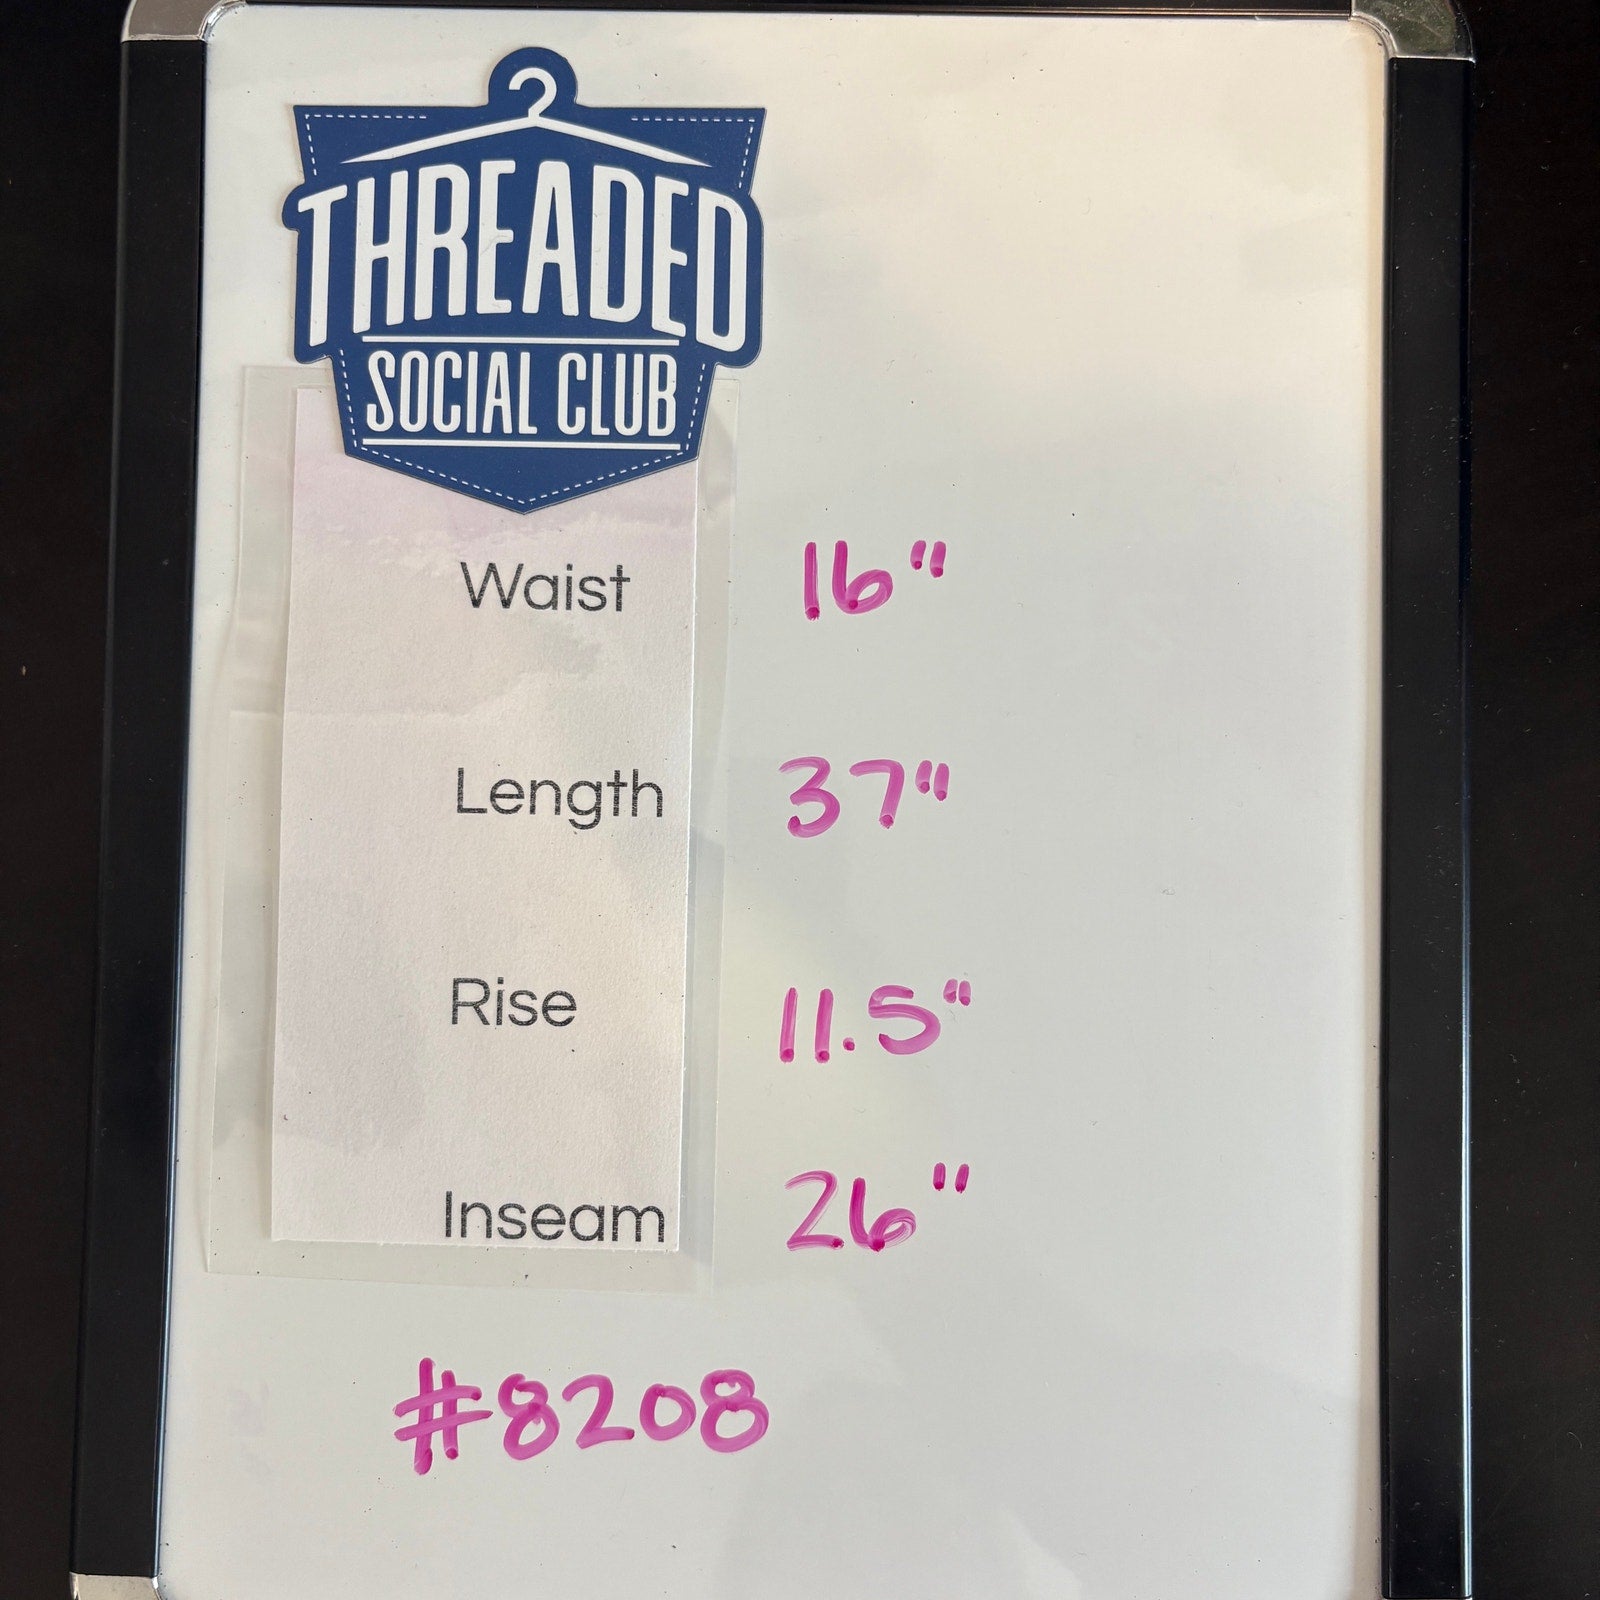 THREADED
SOCIAL CLUB
Waist 16"
Length 37"
Rise 11.5"
Inseam 26"
#8208